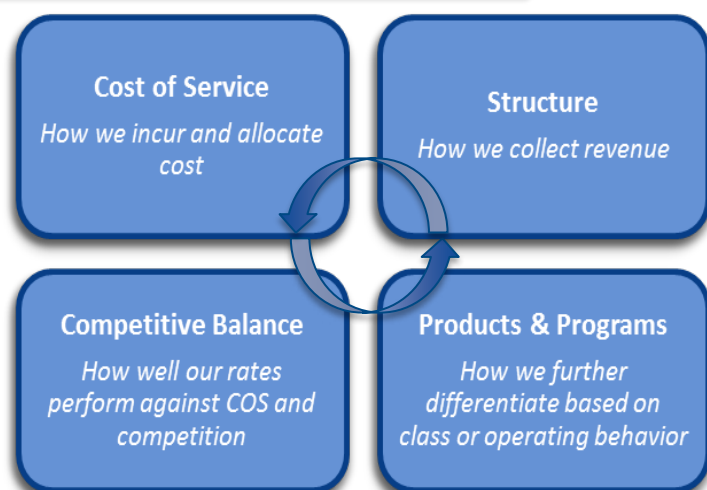 Cost of Service
How we incur and allocate
cost
Structure
How we collect revenue
Competitive Balance
How well our rates
perform against COS and
competition
Products & Programs
How we further
differentiate based on
class or operating behavior